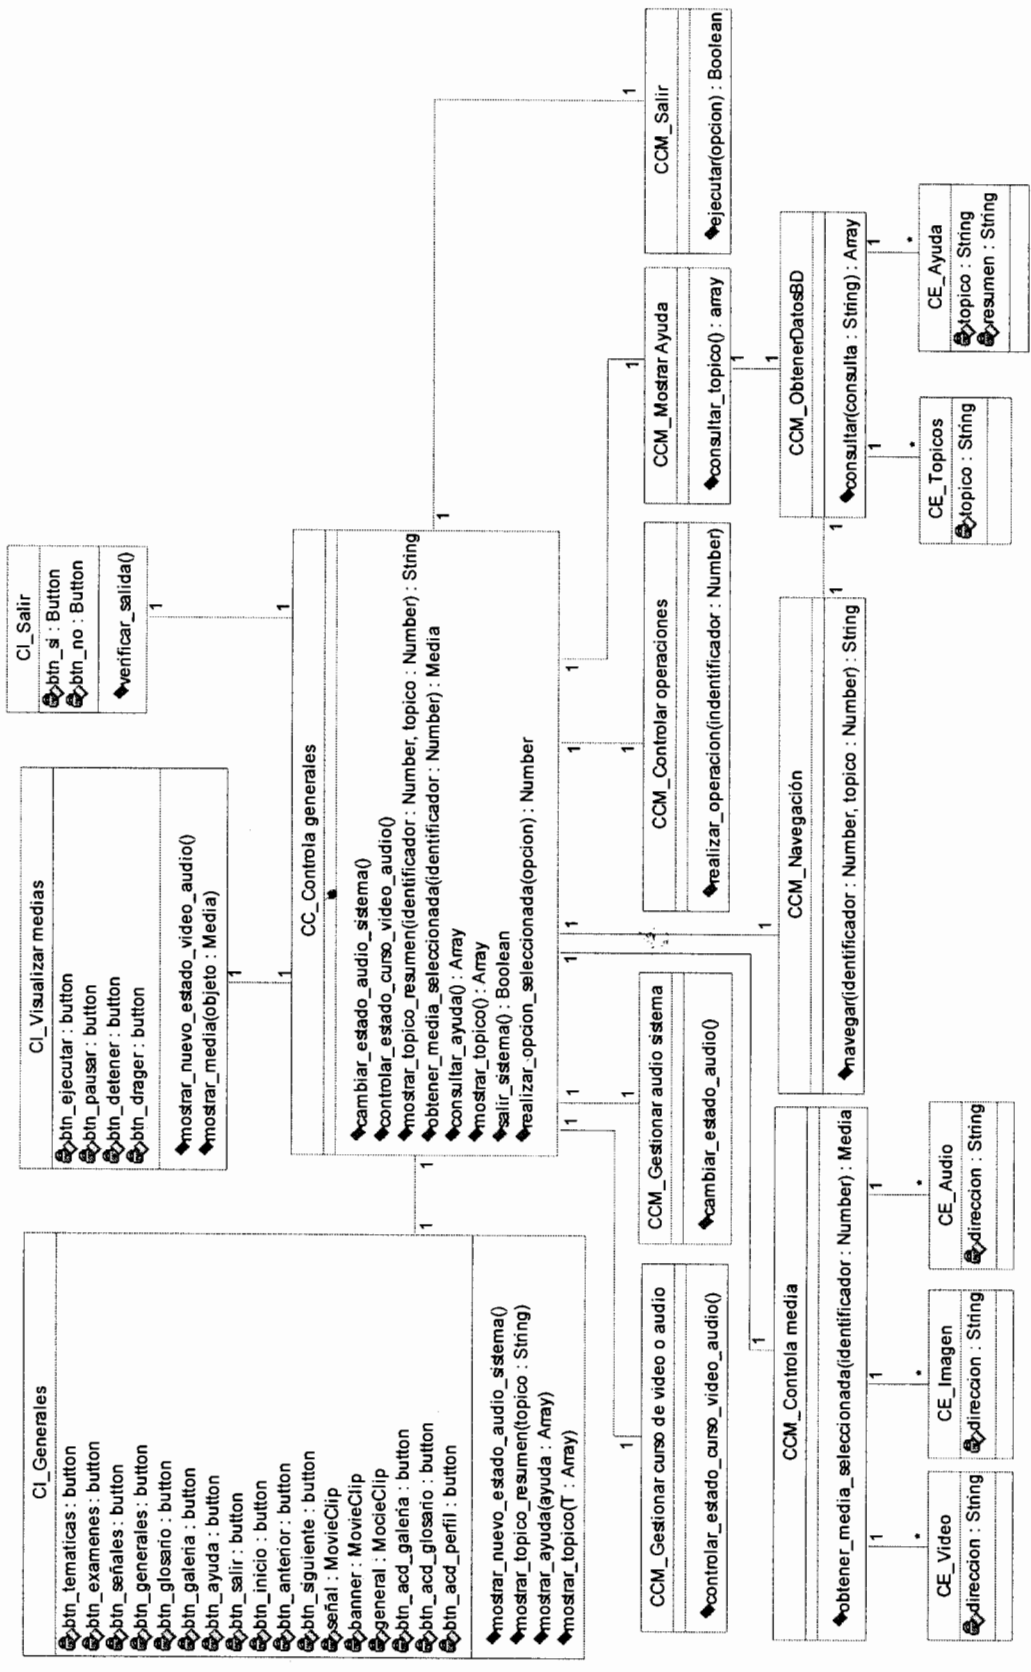 CI_Generales
btn_tematicas : button
btn_examenes : button
btn_señales : button
btn_generales : button
btn_glosario : button
btn_galeria : button
btn_ayuda : button
btn_salir : button
btn_inicio : button
btn_anterior : button
btn_siguiente : button
señal : MovieClip
banner : MovieClip
general : MocieClip
btn_acd_galería : button
btn_acd_glosario : button
btn_acd_perfil : button
mostrar_nuevo_estado_audio_sistema()
mostrar_topico_resumen(topico : String)
mostrar_ayuda(ayuda : Array)
mostrar_topico(T : Array)
1
1
CI_Visualizar medias
btn_ejecutar : button
btn_pausar : button
btn_detener : button
btn_drager : button
mostrar_nuevo_estado_video_audio()
mostrar_media(objeto : Media)
1
1
CI_Salir
btn_si : Button
btn_no : Button
verificar_salida()
1
1
CC_Controla generales
cambiar_estado_audio_sistema()
controlar_estado_curso_video_audio()
mostrar_topico_resumen(identificador : Number, topico : Number) : String
obtener_media_seleccionada(identificador : Number) : Media
consultar_ayuda() : Array
mostrar_topico() : Array
salir_sistema() : Boolean
realizar_opcion_seleccionada(opcion) : Number
1
1
1
1
1
1
1
CCM_Gestionar curso de video o audio
controlar_estado_curso_video_audio()
1
CCM_Gestionar audio sistema
cambiar_estado_audio()
1
CCM_Controlar operaciones
realizar_operacion(indentificador : Number)
1
CCM_Mostrar Ayuda
consultar_topico() : array
1
1
CCM_Salir
ejecutar(opcion) : Boolean
1
CCM_Controla media
obtener_media_seleccionada(identificador : Number) : Media
1
1
1
1
CCM_Navegación
navegar(identificador : Number, topico : Number) : String
1
1
CCM_ObtenerDatosBD
consultar(consulta : String) : Array
1
1
1
1
CE_Video
direccion : String
*
CE_Imagen
direccion : String
*
CE_Audio
direccion : String
*
CE_Topicos
topico : String
*
CE_Ayuda
topico : String
resumen : String
*